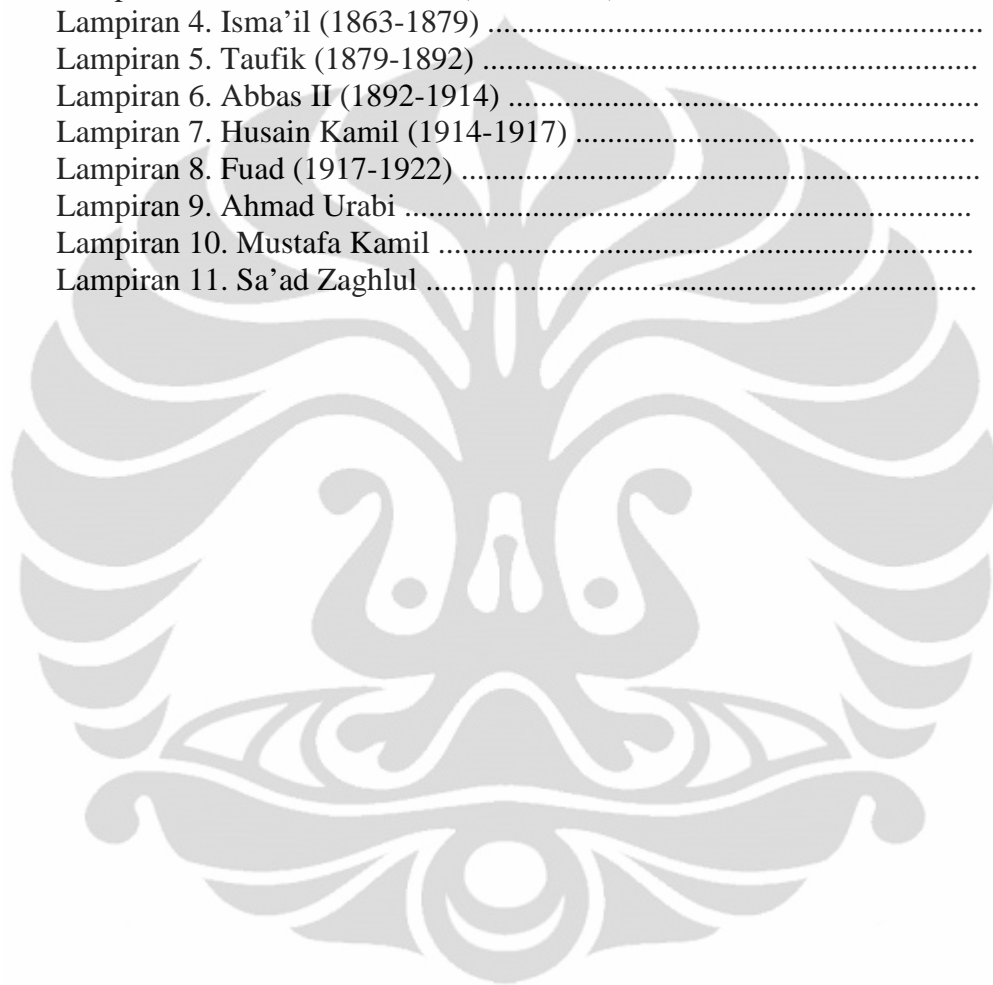 Lampiran 4. Isma’il (1863-1879) ...............................................................
Lampiran 5. Taufik (1879-1892) ...............................................................
Lampiran 6. Abbas II (1892-1914) ............................................................
Lampiran 7. Husain Kamil (1914-1917) ...................................................
Lampiran 8. Fuad (1917-1922) ..................................................................
Lampiran 9. Ahmad Urabi ........................................................................
Lampiran 10. Mustafa Kamil ....................................................................
Lampiran 11. Sa’ad Zaghlul ......................................................................